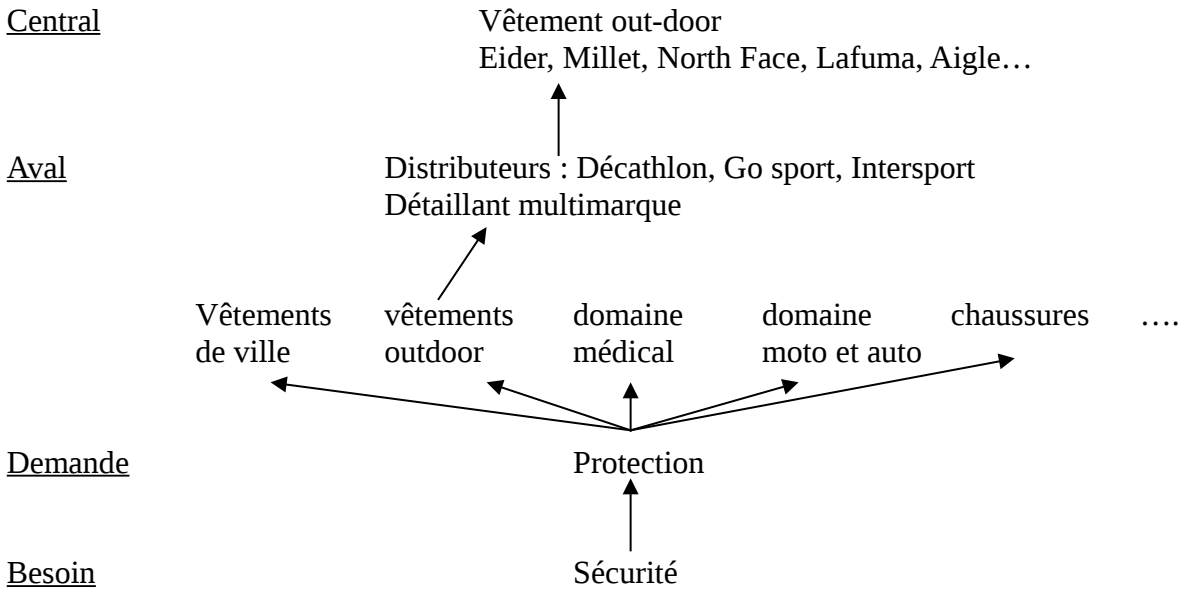 Central Vêtement out-door
Eider, Millet, North Face, Lafuma, Aigle…
Aval Distributeurs : Décathlon, Go sport, Intersport
Détaillant multimarque
Vêtements vêtements domaine domaine chaussures ….
de ville outdoor médical moto et auto
Demande Protection
Besoin Sécurité